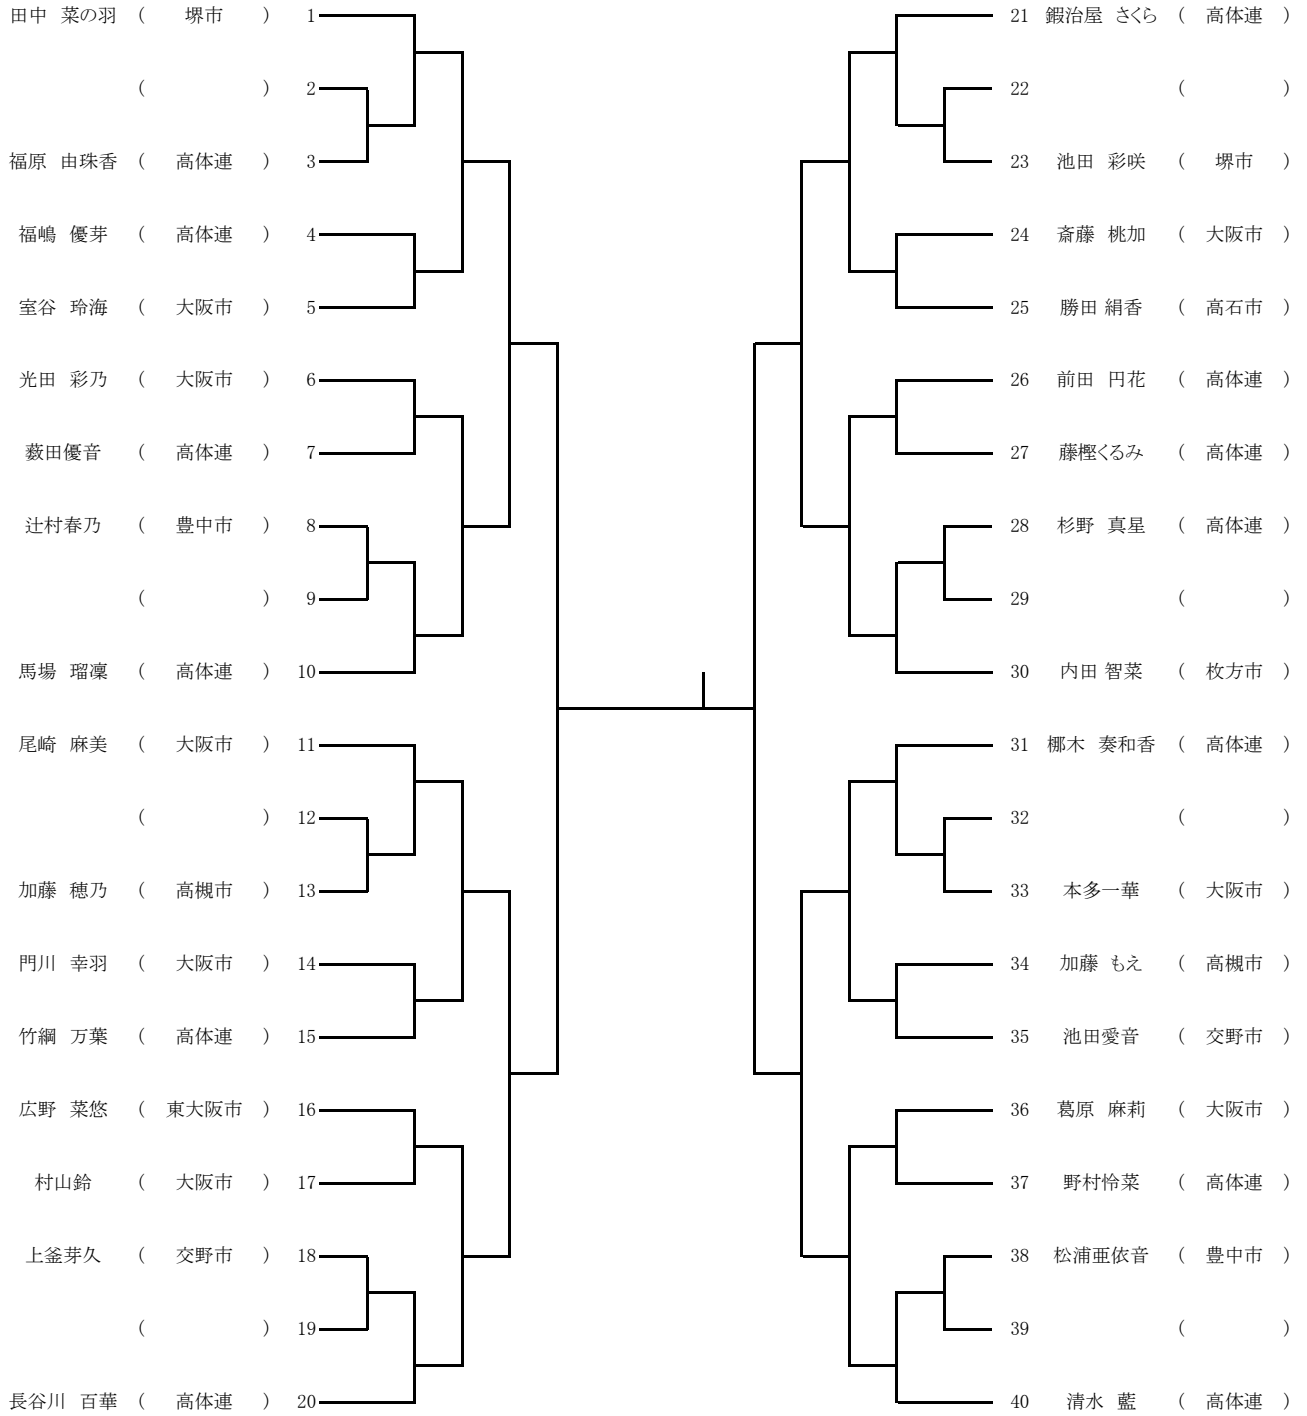 田中 菜の羽 ( 堺市 ) 1
( ) 2
福原 由珠香 ( 高体連 ) 3
福嶋 優芽 ( 高体連 ) 4
室谷 玲海 ( 大阪市 ) 5
光田 彩乃 ( 大阪市 ) 6
薮田優音 ( 高体連 ) 7
辻村春乃 ( 豊中市 ) 8
( ) 9
馬場 瑠凜 ( 高体連 ) 10
尾崎 麻美 ( 大阪市 ) 11
( ) 12
加藤 穂乃 ( 高槻市 ) 13
門川 幸羽 ( 大阪市 ) 14
竹綱 万葉 ( 高体連 ) 15
広野 菜悠 ( 東大阪市 ) 16
村山鈴 ( 大阪市 ) 17
上釜芽久 ( 交野市 ) 18
( ) 19
長谷川 百華 ( 高体連 ) 20
21 鍜治屋 さくら ( 高体連 )
22 ( )
23 池田 彩咲 ( 堺市 )
24 斎藤 桃加 ( 大阪市 )
25 勝田 絹香 ( 高石市 )
26 前田 円花 ( 高体連 )
27 藤樫くるみ ( 高体連 )
28 杉野 真星 ( 高体連 )
29 ( )
30 内田 智菜 ( 枚方市 )
31 梛木 奏和香 ( 高体連 )
32 ( )
33 本多一華 ( 大阪市 )
34 加藤 もえ ( 高槻市 )
35 池田愛音 ( 交野市 )
36 葛原 麻莉 ( 大阪市 )
37 野村怜菜 ( 高体連 )
38 松浦亜依音 ( 豊中市 )
39 ( )
40 清水 藍 ( 高体連 )